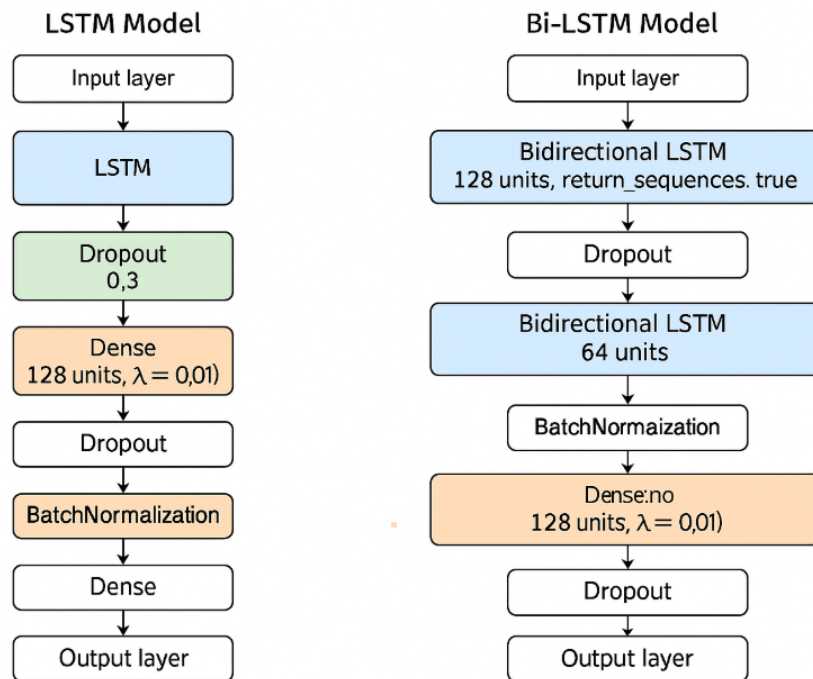 LSTM Model
Input layer
LSTM
Dropout
0,3
Dense
128 units, λ = 0,01)
Dropout
BatchNormalization
Dense
Output layer
Bi-LSTM Model
Input layer
Bidirectional LSTM
128 units, return_sequences. true
Dropout
Bidirectional LSTM
64 units
BatchNormaization
Dense:no
128 units, λ = 0,01)
Dropout
Output layer